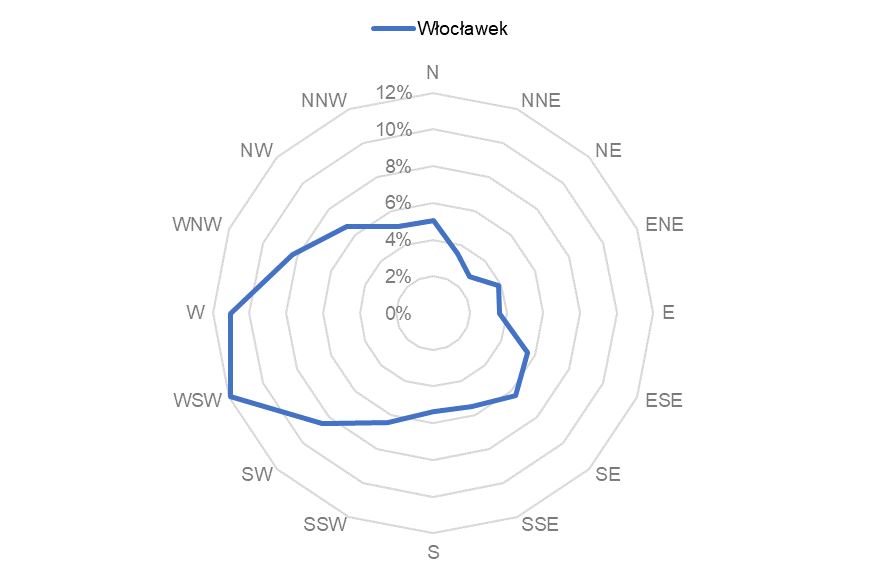 Włocławek
N
NNE
NE
ENE
E
ESE
SE
SSE
S
SSW
SW
WSW
W
WNW
NW
NNW
12%
10%
8%
6%
4%
2%
0%